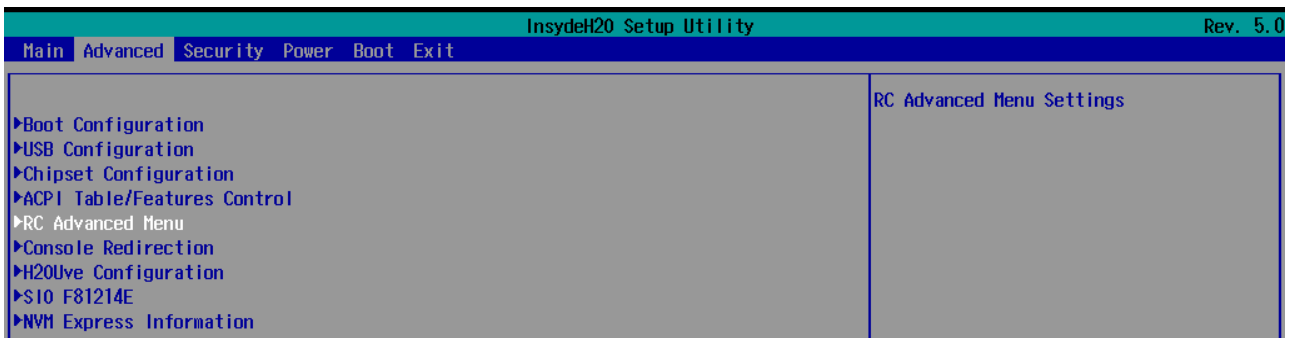 InsydeH20 Setup Utility Rev. 5.0
Main Advanced Security Power Boot Exit
RC Advanced Menu Settings
▶Boot Configuration
▶USB Configuration
▶Chipset Configuration
▶ACPI Table/Features Control
▶RC Advanced Menu
▶Console Redirection
▶H2OUve Configuration
▶SIO F81214E
▶NVM Express Information